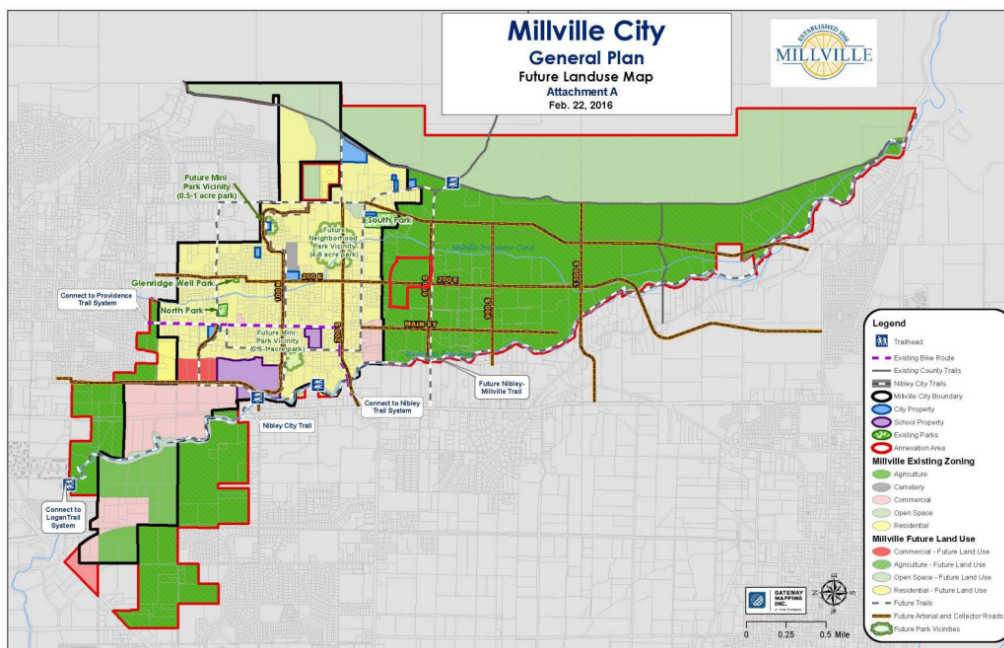 Millville City
General Plan
Future Landuse Map
Attachment A
Feb. 22, 2016
ESTABLISHED 1860
MILLVILLE
Future Mini
Park Vicinity
(0.5-1 acre park)
South Park
Future
Neighborhood
Park Vicinity
Glenridge Well Park
200 E
200 E
Connect to Providence
Trail System
North Park
MAIN ST
Future Mini
Park Vicinity
Future Nibley-
Millville Trail
Connect to Nibley
Trail System
Nibley City Trail
Connect to
Logan Trail
System
Legend
Trailhead
Existing Bike Route
Existing County Trails
Nibley City Trails
Millville City Boundary
City Property
School Property
Existing Parks
Annexation Area
Millville Existing Zoning
Agriculture
Cemetery
Commercial
Open Space
Residential
Millville Future Land Use
Commercial - Future Land Use
Agriculture - Future Land Use
Open Space - Future Land Use
Residential - Future Land Use
Future Trails
Future Arterial and Collector Roads
Future Park Vicinities
GATEWAY
MAPPING
INC.
0 0.25 0.5 Mile